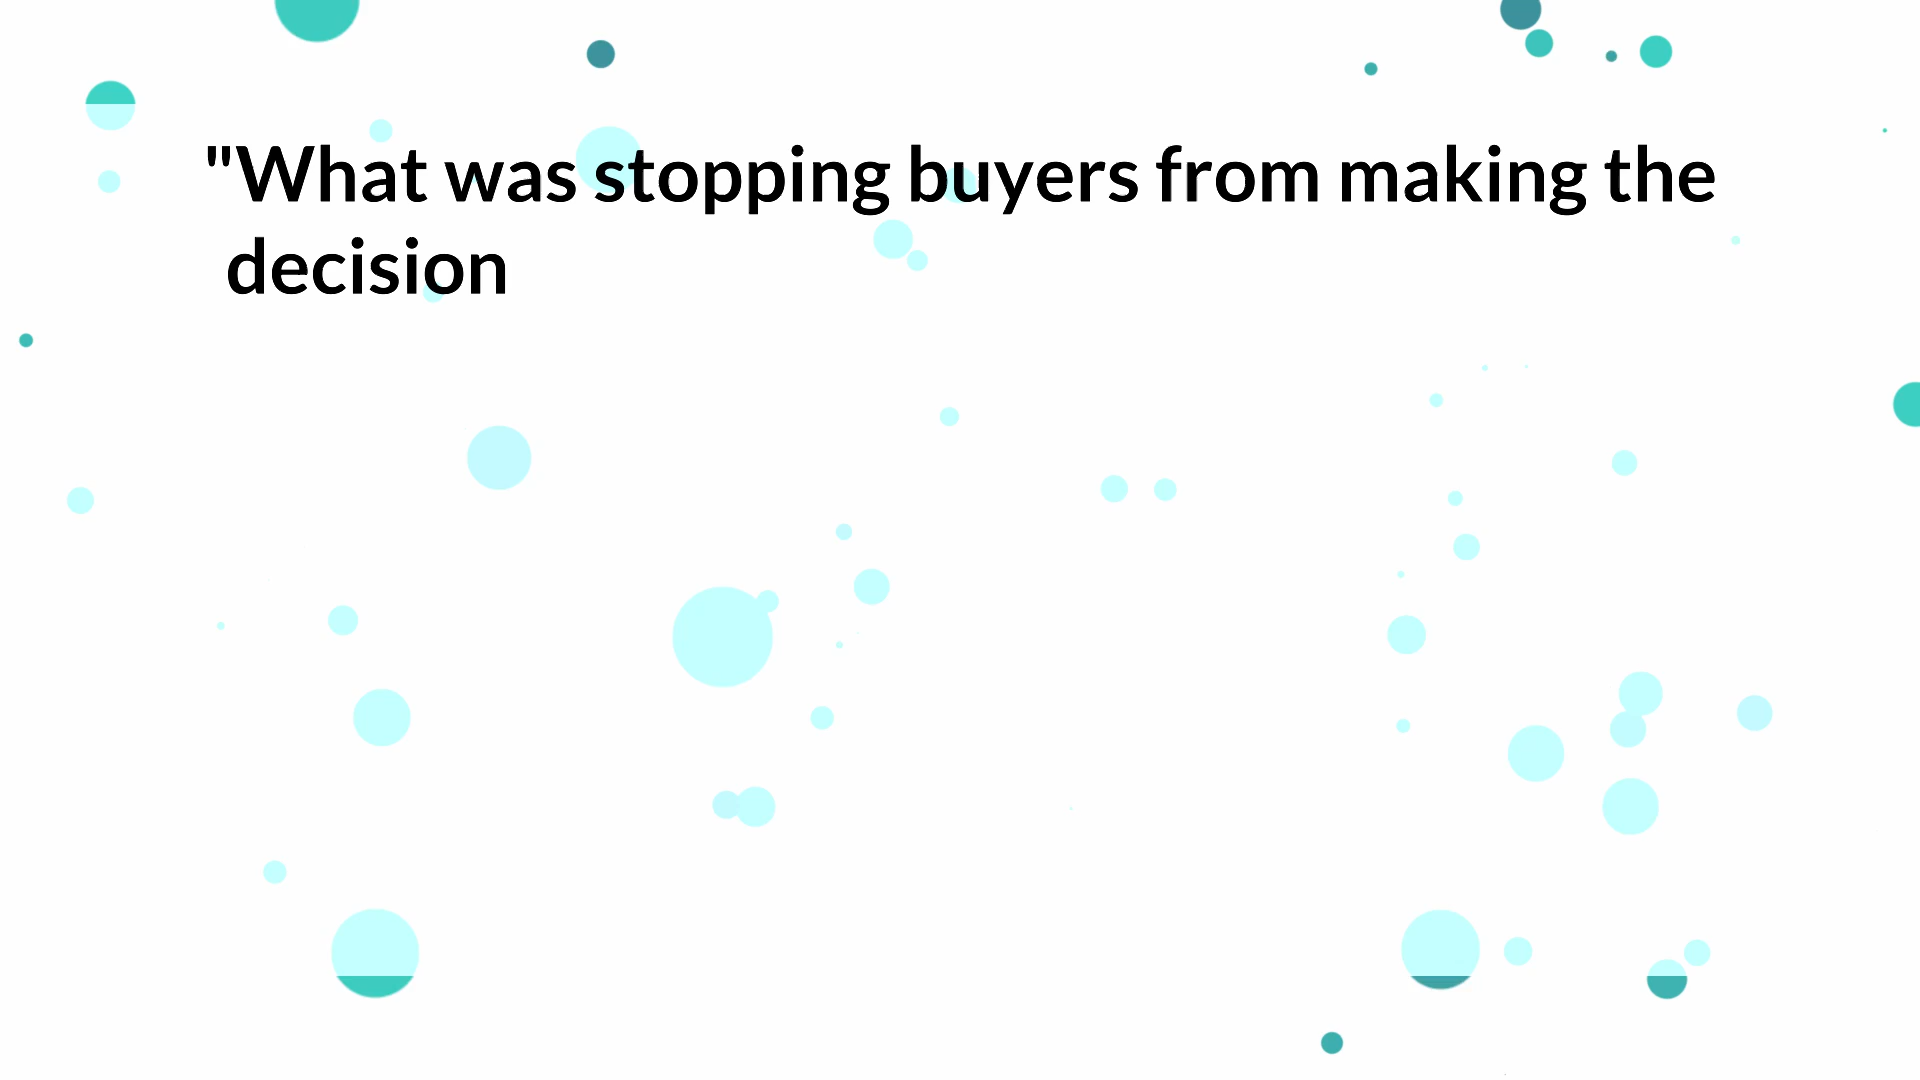 "What was stopping buyers from making the
decision